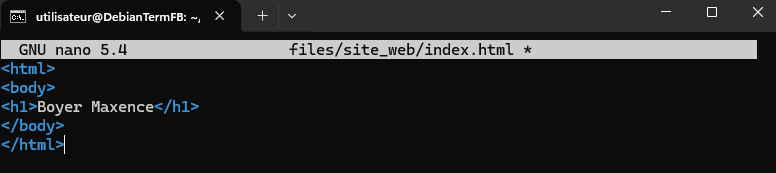 utilisateur@DebianTermFB: ~/
GNU nano 5.4 files/site_web/index.html *
<html>
<body>
<h1>Boyer Maxence</h1>
</body>
</html>